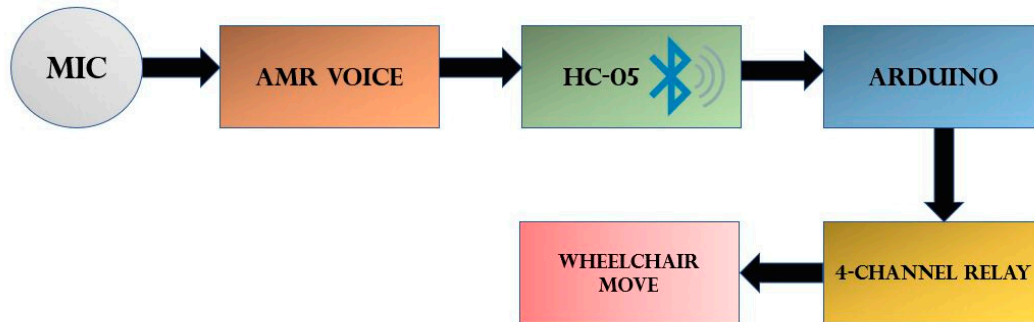 MIC
AMR VOICE
HC-05
ARDUINO
WHEELCHAIR
MOVE
4-CHANNEL RELAY